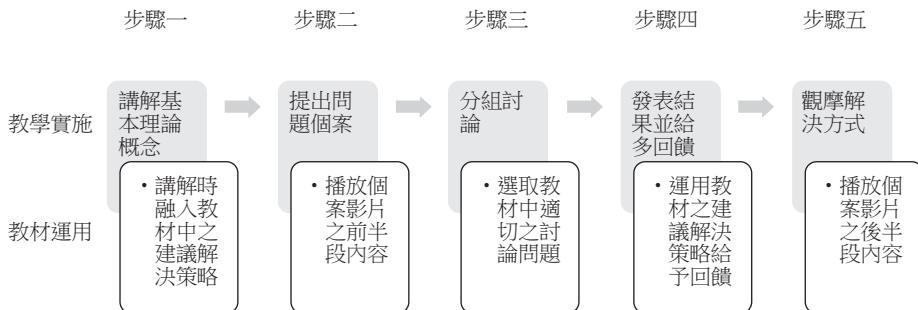 步驟一
步驟二
步驟三
步驟四
步驟五
教學實施
講解基
本理論
概念
提出問
題個案
分組討
論
發表結
果並給
多回饋
觀摩解
決方式
教材運用
・講解時
融入教
材中之
建議解
決策略
・播放個
案影片
之前半
段內容
・選取教
材中適
切之討
論問題
・運用教
材之建
議解決
策略給
予回饋
・播放個
案影片
之後半
段內容